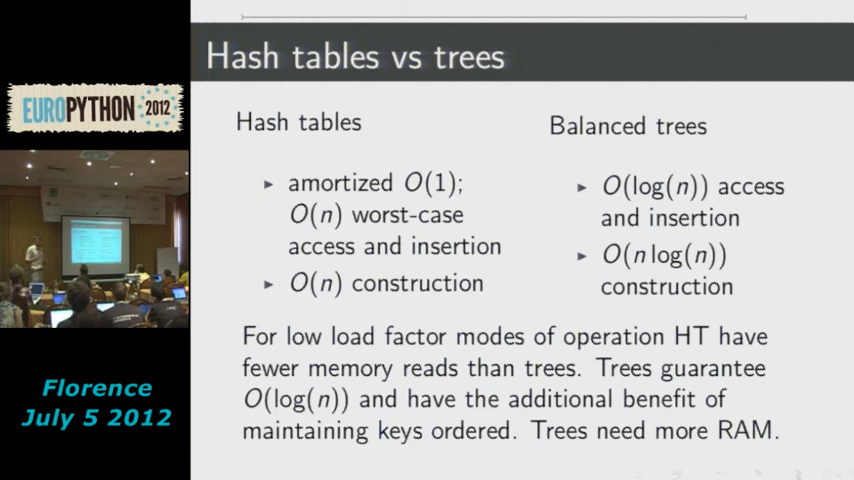 EUROPYTHON 2012
Florence
July 5 2012
Hash tables vs trees
Hash tables
▸ amortized O(1);
O(n) worst-case
access and insertion
▸ O(n) construction
Balanced trees
▸ O(log(n)) access
and insertion
▸ O(n log(n))
construction
For low load factor modes of operation HT have
fewer memory reads than trees. Trees guarantee
O(log(n)) and have the additional benefit of
maintaining keys ordered. Trees need more RAM.